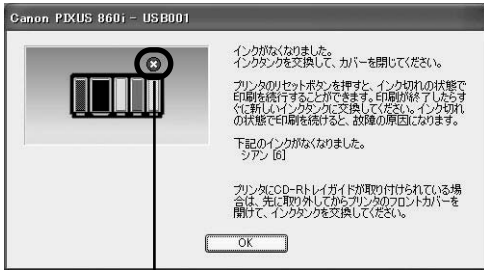 Canon PIXUS 860i - USB001
インクがなくなりました。
インクタンクを交換して、カバーを閉じてください。
プリンタのリセットボタンを押すと、インク切れの状態で
印刷を続行することができます。印刷が終了したらす
ぐに新しいインクタンクに交換してください。インク切れ
の状態で印刷を続けると、故障の原因になります。
下記のインクがなくなりました。
シアン [6]
プリンタにCD-Rトレイガイドが取り付けられている場
合は、先に取り外してからプリンタのフロントカバーを
開けて、インクタンクを交換してください。
OK